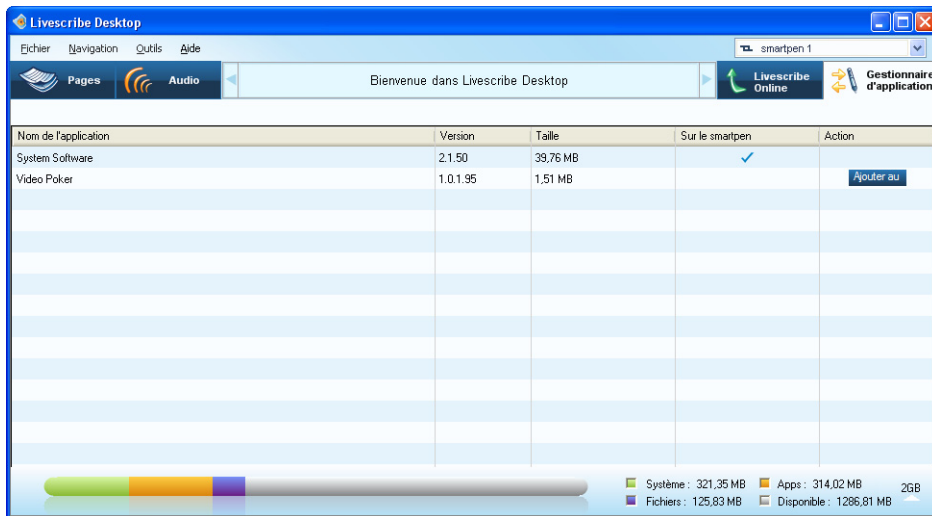 Livescribe Desktop
Fichier Navigation Outils Aide smartpen 1
Pages Audio Bienvenue dans Livescribe Desktop Livescribe Online Gestionnaire d'application
Nom de l'application Version Taille Sur le smartpen Action
System Software 2.1.50 39,76 MB
Video Poker 1.0.1.95 1,51 MB Ajouter au
Système : 321,35 MB Apps : 314,02 MB 2GB
Fichiers : 125,83 MB Disponible : 1286,81 MB